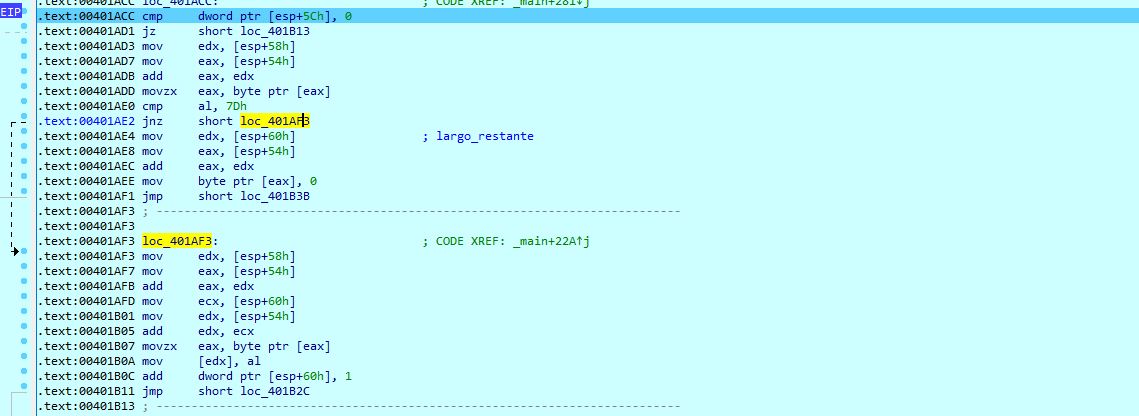 .text:00401ACC loc_401ACC: ; CODE XREF: _main+281↓j
EIP .text:00401ACC cmp dword ptr [esp+5Ch], 0
.text:00401AD1 jz short loc_401B13
.text:00401AD3 mov edx, [esp+58h]
.text:00401AD7 mov eax, [esp+54h]
.text:00401ADB add eax, edx
.text:00401ADD movzx eax, byte ptr [eax]
.text:00401AE0 cmp al, 7Dh
.text:00401AE2 jnz short loc_401AF3
.text:00401AE4 mov edx, [esp+60h] ; largo_restante
.text:00401AE8 mov eax, [esp+54h]
.text:00401AEC add eax, edx
.text:00401AEE mov byte ptr [eax], 0
.text:00401AF1 jmp short loc_401B3B
.text:00401AF3 ; ---------------------------------------------------------------------------
.text:00401AF3
.text:00401AF3 loc_401AF3: ; CODE XREF: _main+22A↑j
.text:00401AF3 mov edx, [esp+58h]
.text:00401AF7 mov eax, [esp+54h]
.text:00401AFB add eax, edx
.text:00401AFD mov ecx, [esp+60h]
.text:00401B01 mov edx, [esp+54h]
.text:00401B05 add edx, ecx
.text:00401B07 movzx eax, byte ptr [eax]
.text:00401B0A mov [edx], al
.text:00401B0C add dword ptr [esp+60h], 1
.text:00401B11 jmp short loc_401B2C
.text:00401B13 ; ---------------------------------------------------------------------------